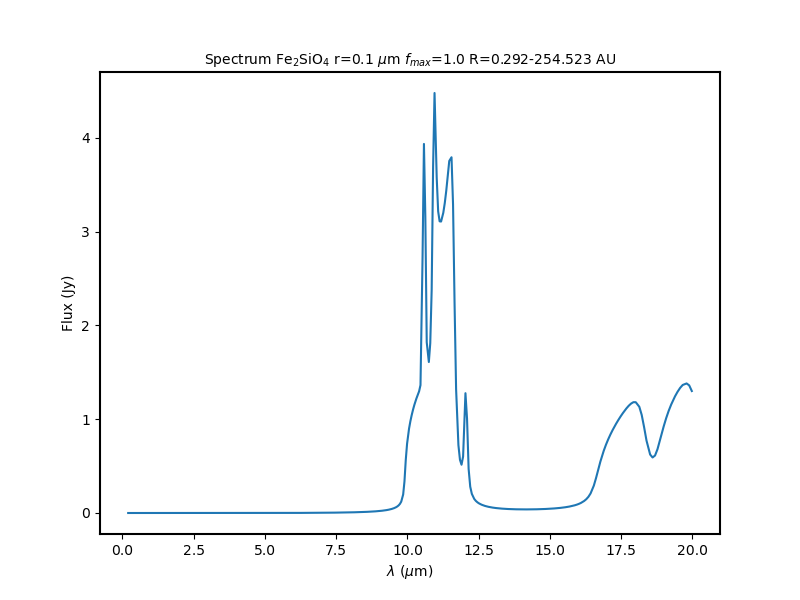 Spectrum Fe₂SiO₄ r=0.1 μm f_max=1.0 R=0.292-254.523 AU
4
3
2
1
0
Flux (Jy)
0.0 2.5 5.0 7.5 10.0 12.5 15.0 17.5 20.0
λ (μm)